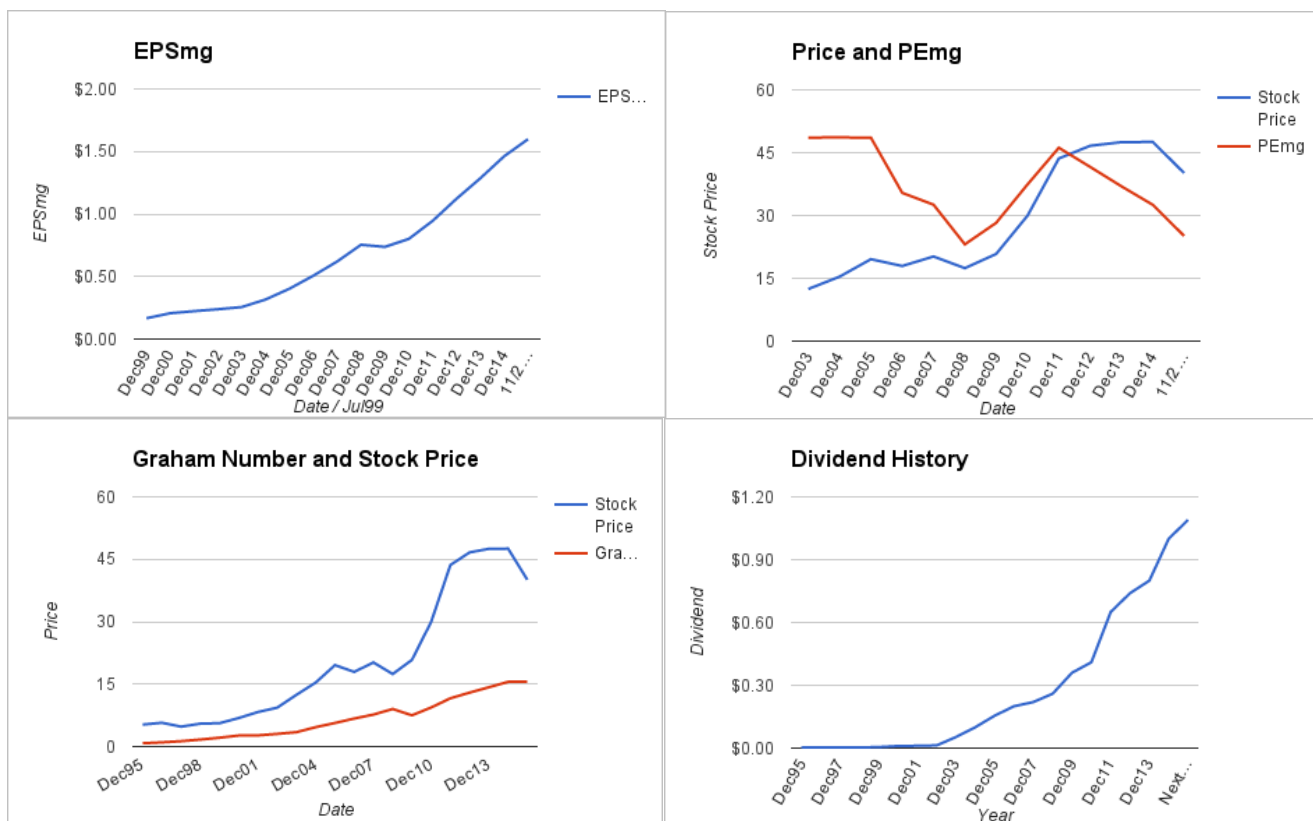 EPSmg
$2.00
$1.50
$1.00
$0.50
$0.00
EPSmg
EPS...
Dec99
Dec00
Dec01
Dec02
Dec03
Dec04
Dec05
Dec06
Dec07
Dec08
Dec09
Dec10
Dec11
Dec12
Dec13
Dec14
11/2...
Date / Jul99
Price and PEmg
60
45
30
15
0
Stock Price
Stock
Price
PEmg
Dec03
Dec04
Dec05
Dec06
Dec07
Dec08
Dec09
Dec10
Dec11
Dec12
Dec13
Dec14
11/2...
Date
Graham Number and Stock Price
60
45
30
15
0
Price
Stock
Price
Gra...
Dec95
Dec98
Dec01
Dec04
Dec07
Dec10
Dec13
Date
Dividend History
$1.20
$0.90
$0.60
$0.30
$0.00
Dividend
Dec95
Dec97
Dec99
Dec01
Dec03
Dec05
Dec07
Dec09
Dec11
Dec13
Next...
Year